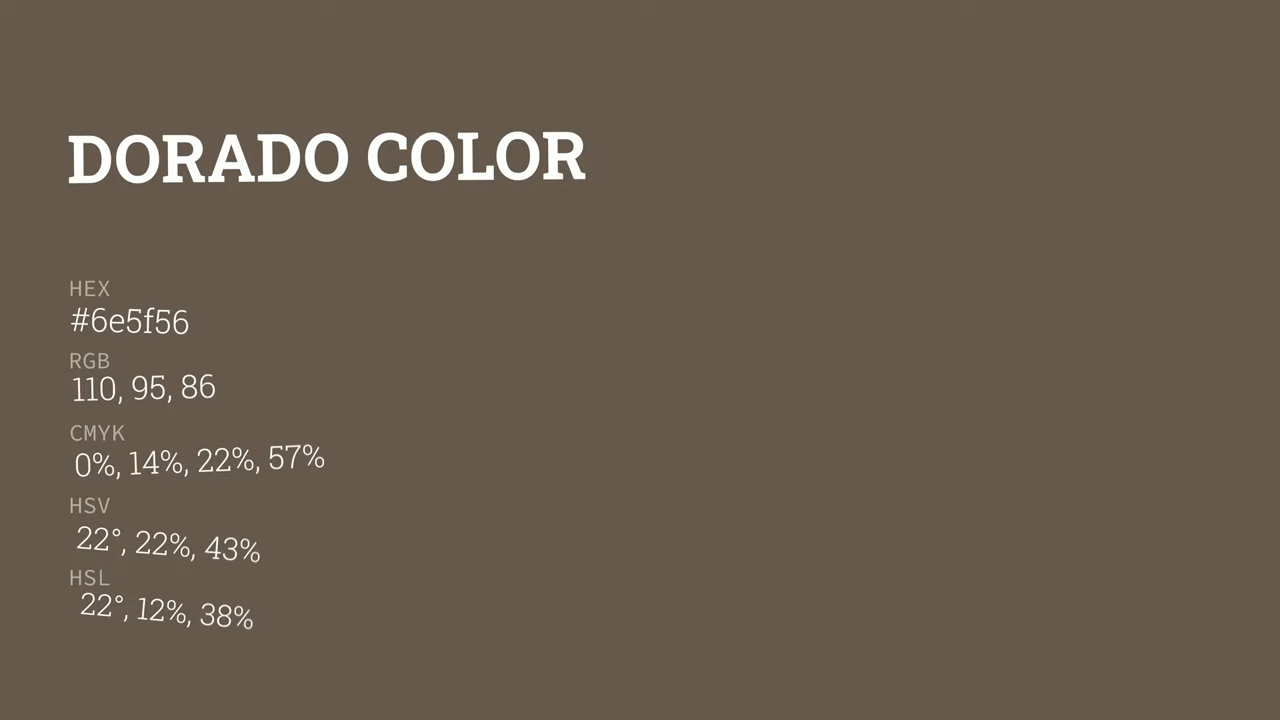 DORADO COLOR
HEX
#6e5f56
RGB
110, 95, 86
CMYK
0%, 14%, 22%, 57%
HSV
22°, 22%, 43%
HSL
22°, 12%, 38%